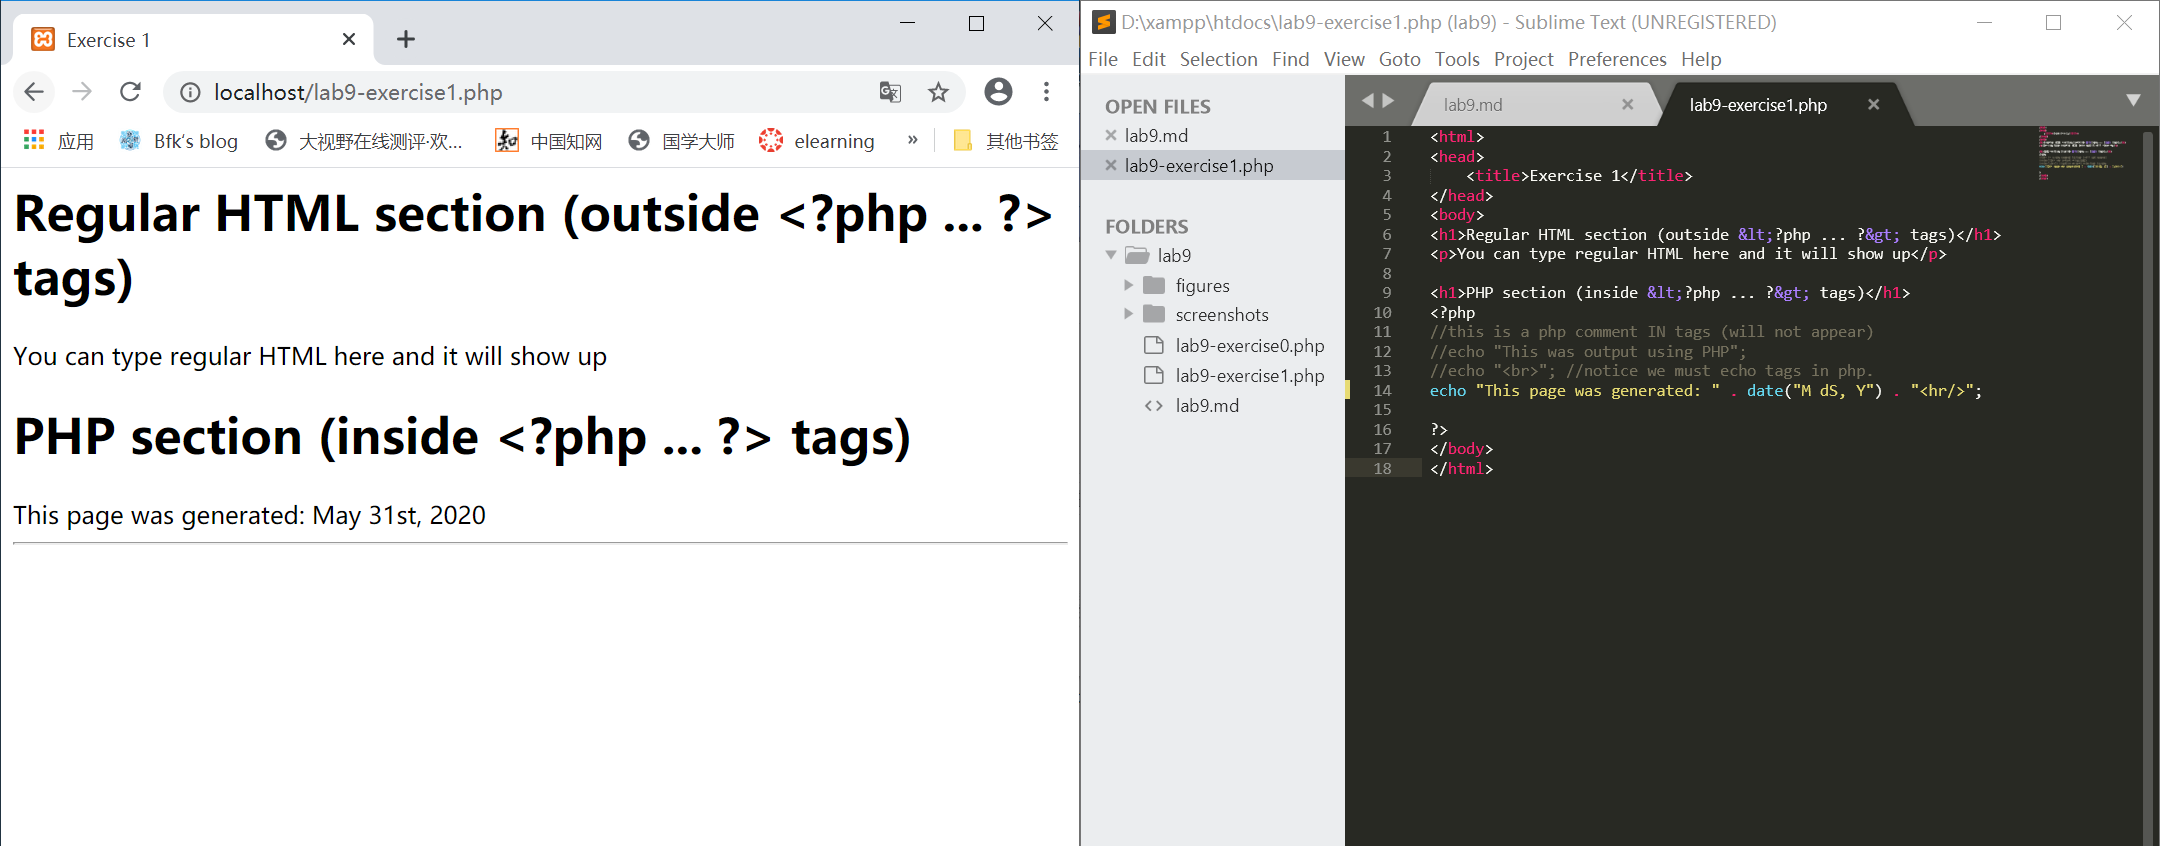 Exercise 1
localhost/lab9-exercise1.php
应用 Bfk's blog 大视野在线测评·欢... 中国知网 国学大师 elearning » 其他书签
Regular HTML section (outside <?php ... ?>
tags)
You can type regular HTML here and it will show up
PHP section (inside <?php ... ?> tags)
This page was generated: May 31st, 2020
D:\xampp\htdocs\lab9-exercise1.php (lab9) - Sublime Text (UNREGISTERED)
File Edit Selection Find View Goto Tools Project Preferences Help
OPEN FILES
lab9.md
lab9-exercise1.php
FOLDERS
lab9
figures
screenshots
lab9-exercise0.php
lab9-exercise1.php
lab9.md
lab9.md lab9-exercise1.php
1 <html>
2 <head>
3 <title>Exercise 1</title>
4 </head>
5 <body>
6 <h1>Regular HTML section (outside &lt;?php ... ?&gt; tags)</h1>
7 <p>You can type regular HTML here and it will show up</p>
8
9 <h1>PHP section (inside &lt;?php ... ?&gt; tags)</h1>
10 <?php
11 //this is a php comment IN tags (will not appear)
12 //echo "This was output using PHP";
13 //echo "<br>"; //notice we must echo tags in php.
14 echo "This page was generated: " . date("M dS, Y") . "<hr/>";
15
16 ?>
17 </body>
18 </html>